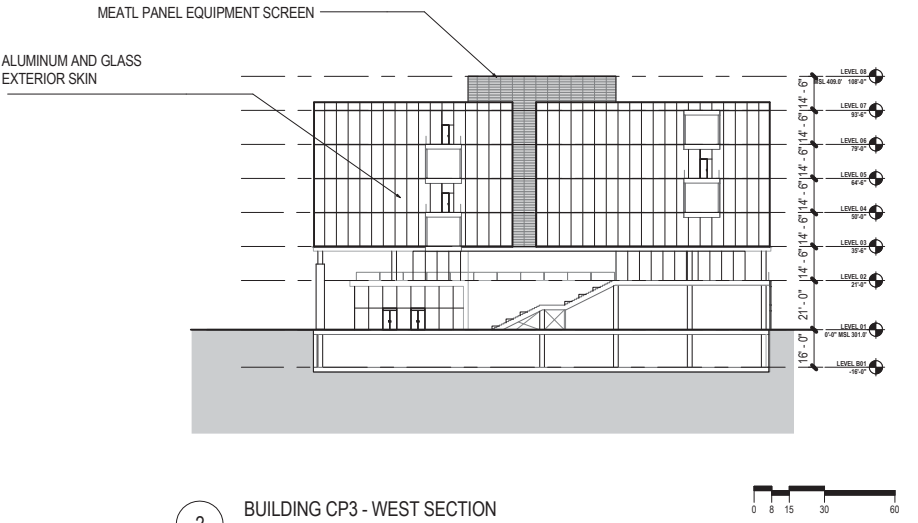 MEATL PANEL EQUIPMENT SCREEN
ALUMINUM AND GLASS
EXTERIOR SKIN
LEVEL 08
MSL 409.0' 108'-0"
14' - 6"
LEVEL 07
93'-6"
14' - 6"
LEVEL 06
79'-0"
14' - 6"
LEVEL 05
64'-6"
14' - 6"
LEVEL 04
50'-0"
14' - 6"
LEVEL 03
35'-6"
14' - 6"
LEVEL 02
21'-0"
21' - 0"
LEVEL 01
0'-0" MSL 301.0'
16' - 0"
LEVEL B01
-16'-0"
2
BUILDING CP3 - WEST SECTION
0 8 15 30 60